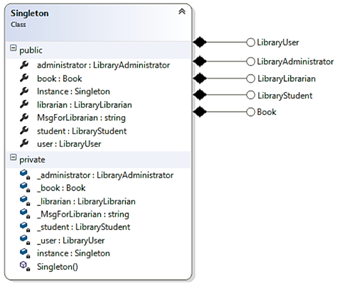 Singleton
Class
public
administrator : LibraryAdministrator
book : Book
Instance : Singleton
librarian : LibraryLibrarian
MsgForLibrarian : string
student : LibraryStudent
user : LibraryUser
private
_administrator : LibraryAdministrator
_book : Book
_librarian : LibraryLibrarian
_MsgForLibrarian : string
_student : LibraryStudent
_user : LibraryUser
instance : Singleton
Singleton()
LibraryUser
LibraryAdministrator
LibraryLibrarian
LibraryStudent
Book